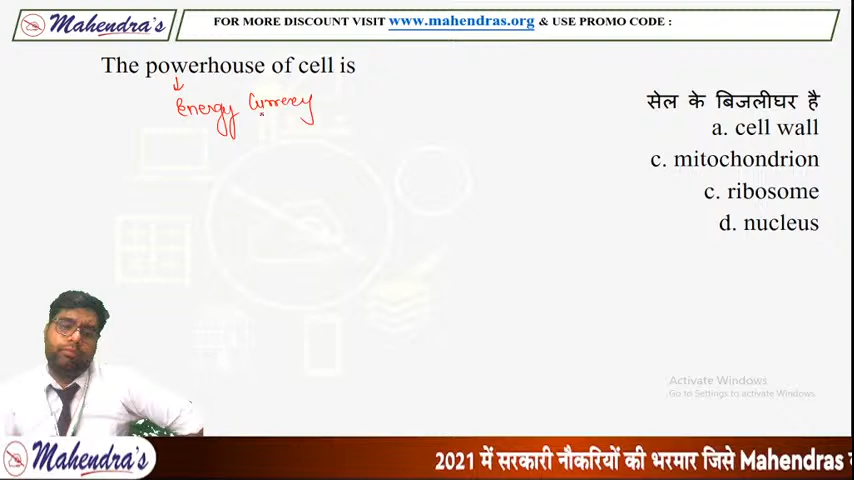 Mahendra's
FOR MORE DISCOUNT VISIT www.mahendras.org & USE PROMO CODE :
The powerhouse of cell is
Energy Currency
सेल के बिजलीघर है
a. cell wall
c. mitochondrion
c. ribosome
d. nucleus
Activate Windows
Go to Settings to activate Windows.
Mahendra's
2021 में सरकारी नौकरियों की भरमार जिसे Mahendras